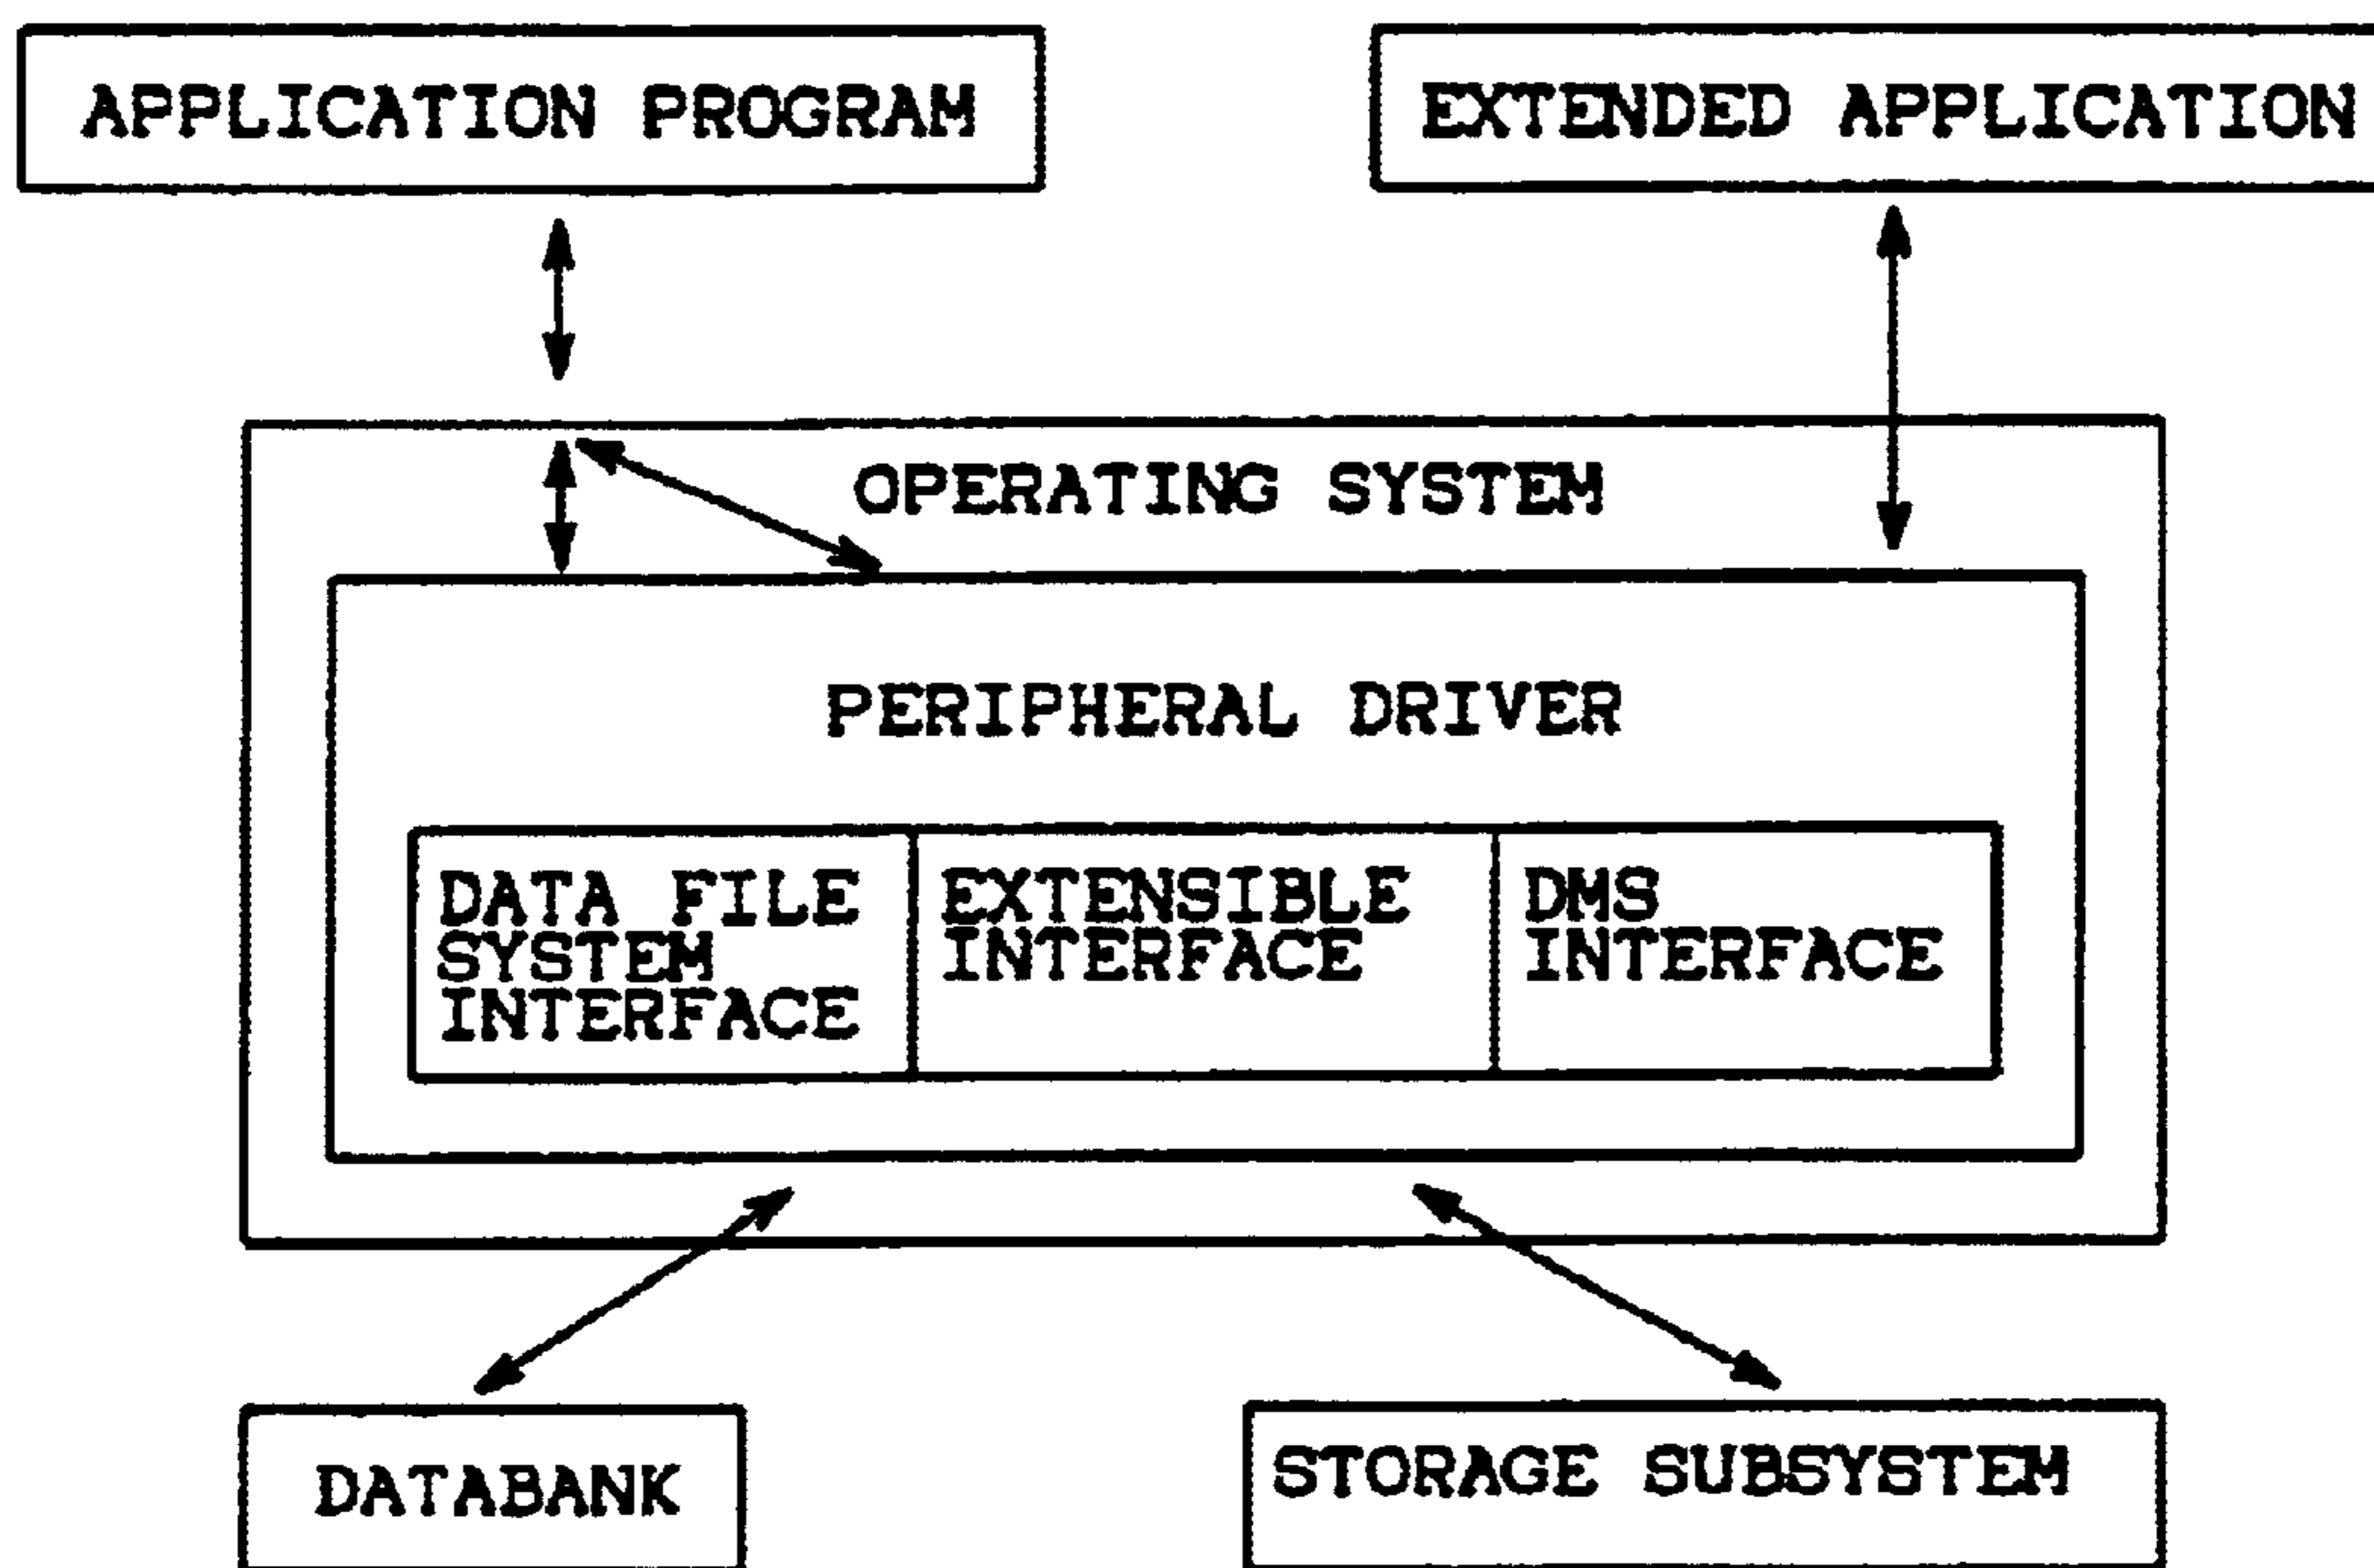 APPLICATION PROGRAM
EXTENDED APPLICATION
OPERATING SYSTEM
PERIPHERAL DRIVER
DATA FILE
SYSTEM
INTERFACE
EXTENSIBLE
INTERFACE
DMS
INTERFACE
DATABANK
STORAGE SUBSYSTEM